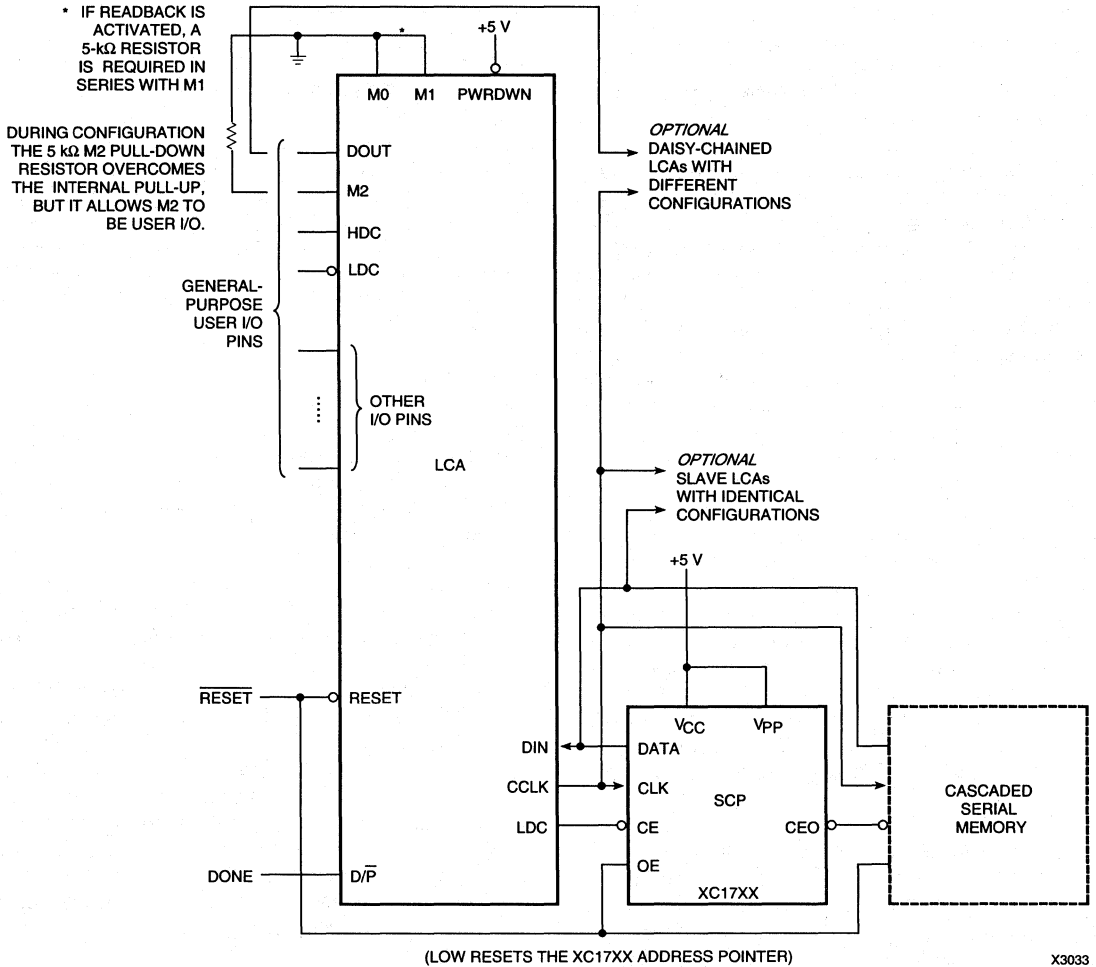 * IF READBACK IS
ACTIVATED, A
5-kΩ RESISTOR
IS REQUIRED IN
SERIES WITH M1
*
+5 V
M0 M1 PWRDWN
DURING CONFIGURATION
THE 5 kΩ M2 PULL-DOWN
RESISTOR OVERCOMES
THE INTERNAL PULL-UP,
BUT IT ALLOWS M2 TO
BE USER I/O.
DOUT
M2
HDC
LDC
GENERAL-
PURPOSE
USER I/O
PINS
OTHER
I/O PINS
LCA
OPTIONAL
DAISY-CHAINED
LCAs WITH
DIFFERENT
CONFIGURATIONS
OPTIONAL
SLAVE LCAs
WITH IDENTICAL
CONFIGURATIONS
+5 V
RESET
RESET
DIN
CCLK
LDC
DONE
D/P
VCC VPP
DATA
CLK
SCP
CE
CEO
OE
XC17XX
CASCADED
SERIAL
MEMORY
(LOW RESETS THE XC17XX ADDRESS POINTER)
X3033